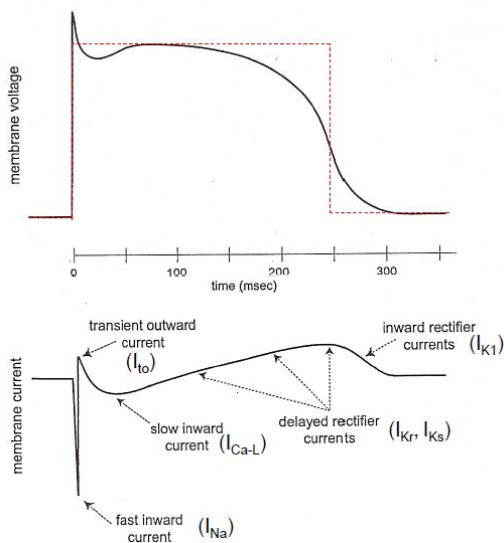 membrane voltage
0 100 200 300
time (msec)
membrane current
transient outward
current
(Ito)
inward rectifier
currents (IK1)
slow inward
current (ICa-L)
delayed rectifier
currents (IKr, IKs)
fast inward
current (INa)